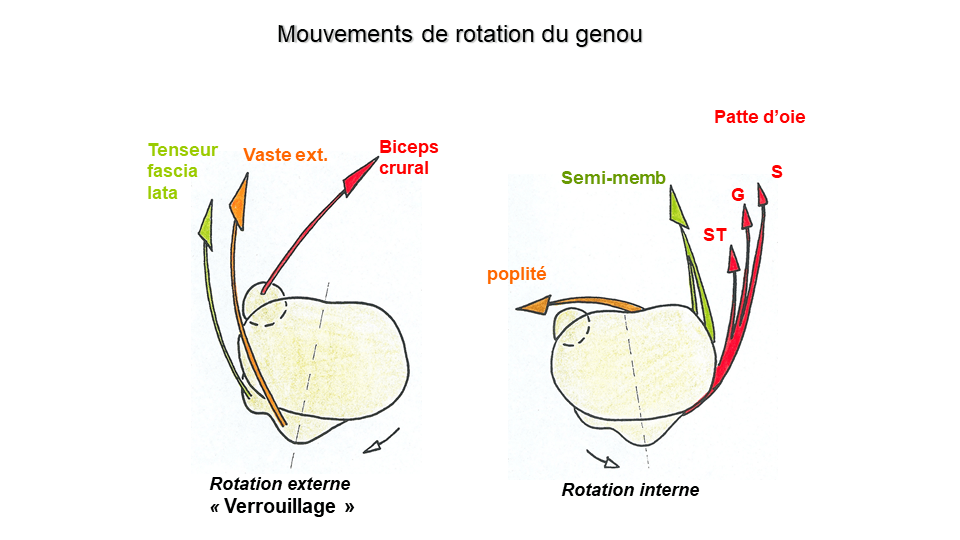 Mouvements de rotation du genou
Tenseur
fascia
lata
Vaste ext.
Biceps
crural
Rotation externe
« Verrouillage »
Patte d’oie
Semi-memb
S
G
ST
poplité
Rotation interne